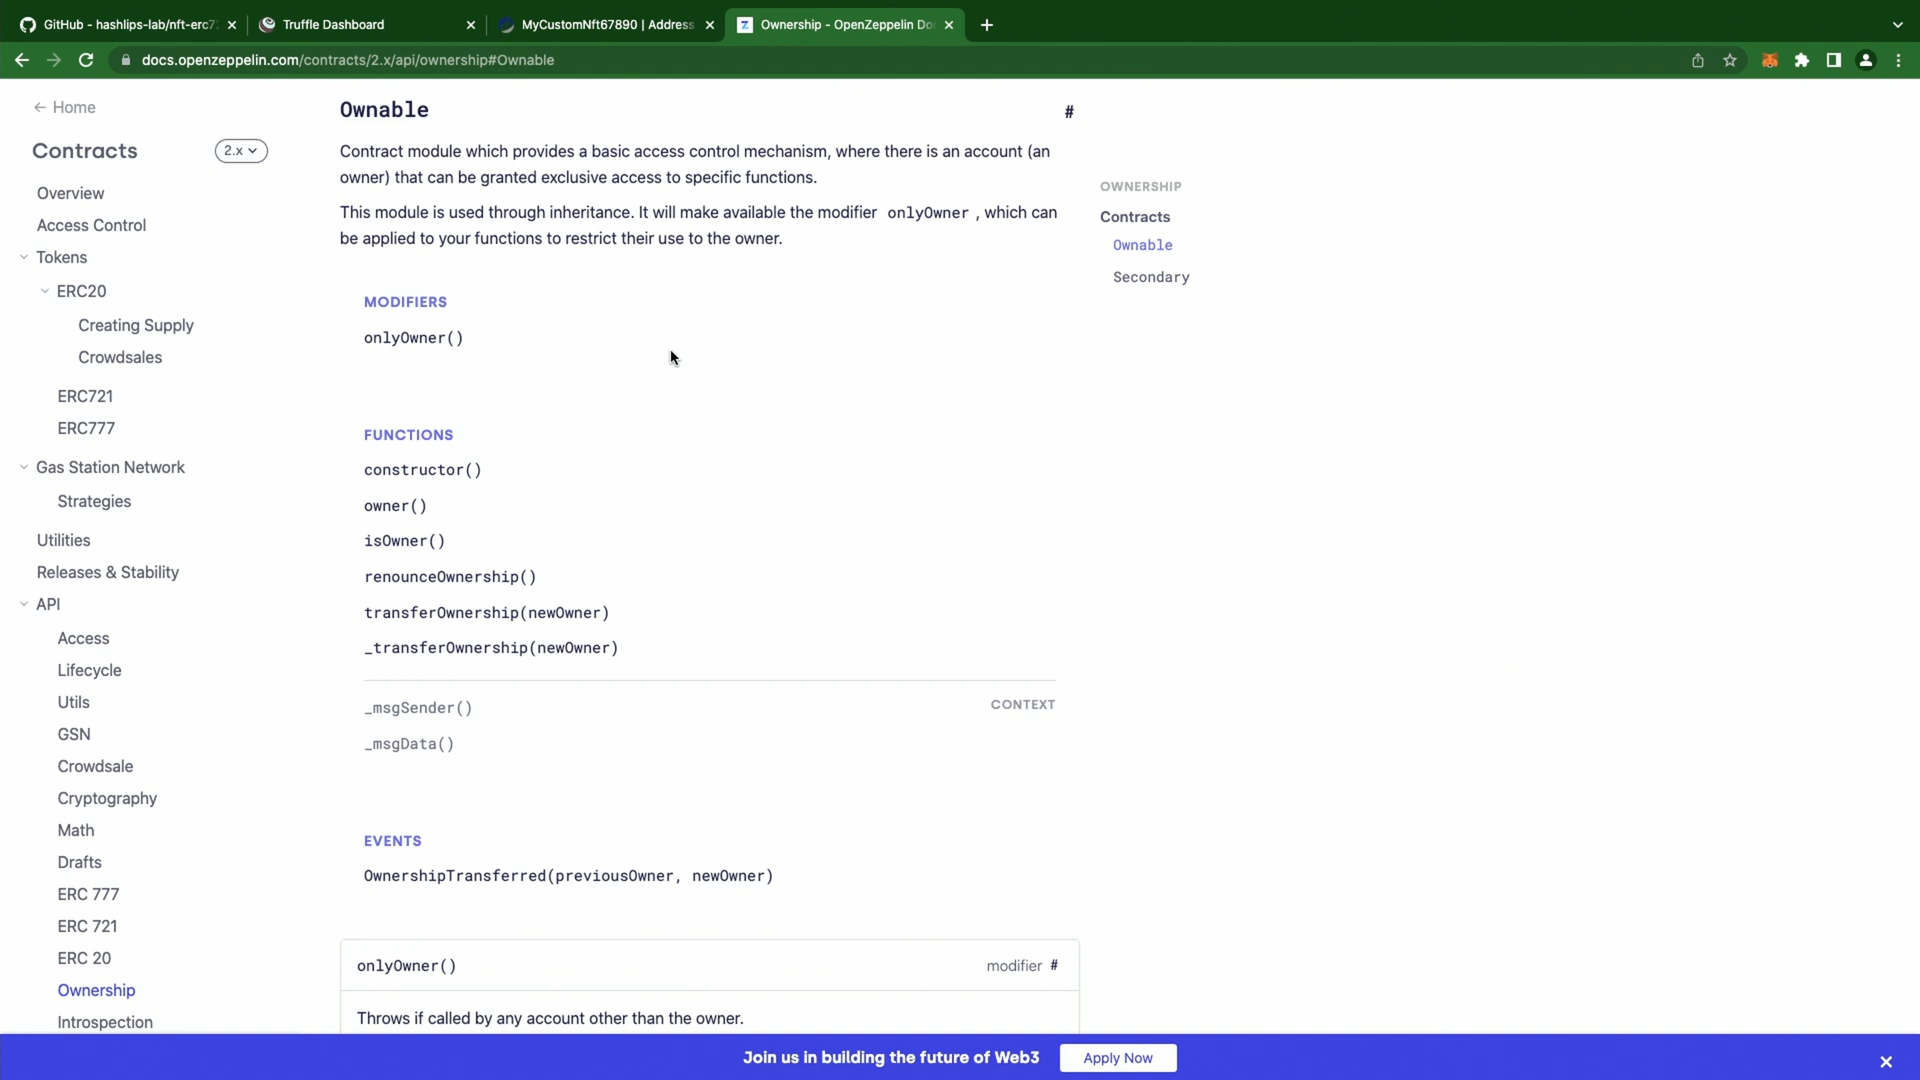 GitHub - hashlips-lab/nft-erc7
Truffle Dashboard
MyCustomNft67890 | Address
Ownership - OpenZeppelin Do
docs.openzeppelin.com/contracts/2.x/api/ownership#Ownable
← Home
Contracts
2.x
Overview
Access Control
Tokens
ERC20
Creating Supply
Crowdsales
ERC721
ERC777
Gas Station Network
Strategies
Utilities
Releases & Stability
API
Access
Lifecycle
Utils
GSN
Crowdsale
Cryptography
Math
Drafts
ERC 777
ERC 721
ERC 20
Ownership
Introspection
Ownable #
Contract module which provides a basic access control mechanism, where there is an account (an
owner) that can be granted exclusive access to specific functions.
This module is used through inheritance. It will make available the modifier onlyOwner , which can
be applied to your functions to restrict their use to the owner.
MODIFIERS
onlyOwner()
FUNCTIONS
constructor()
owner()
isOwner()
renounceOwnership()
transferOwnership(newOwner)
_transferOwnership(newOwner)
_msgSender() CONTEXT
_msgData()
EVENTS
OwnershipTransferred(previousOwner, newOwner)
onlyOwner() modifier #
Throws if called by any account other than the owner.
OWNERSHIP
Contracts
Ownable
Secondary
Join us in building the future of Web3 Apply Now